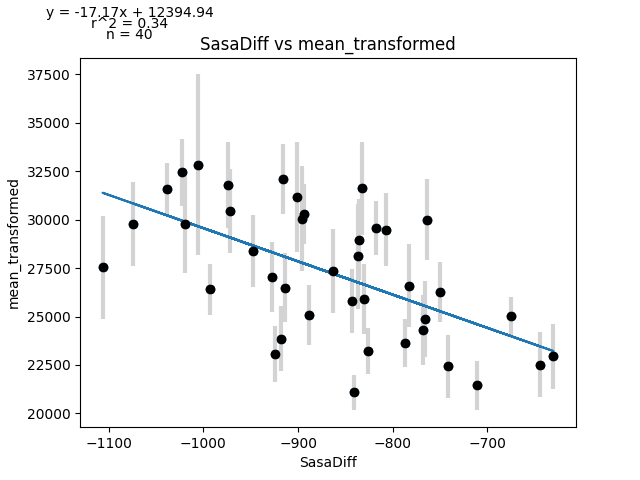 y = -17.17x + 12394.94
r^2 = 0.34
n = 40
SasaDiff vs mean_transformed
37500
35000
32500
30000
27500
25000
22500
20000
mean_transformed
−1100
−1000
−900
−800
−700
SasaDiff